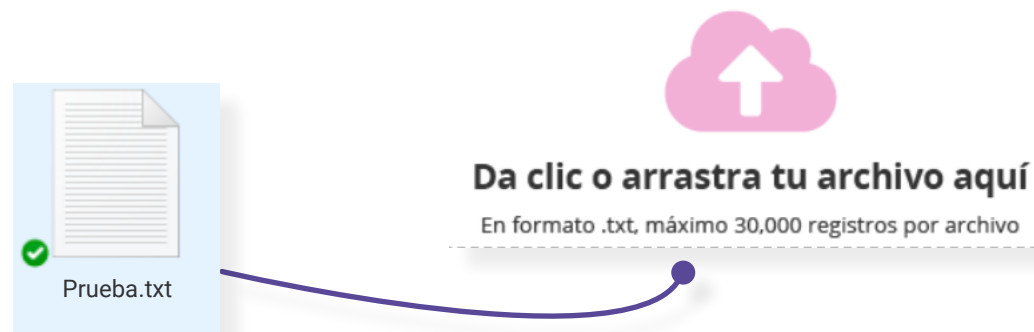 Da clic o arrastra tu archivo aquí
En formato .txt, máximo 30,000 registros por archivo
Prueba.txt